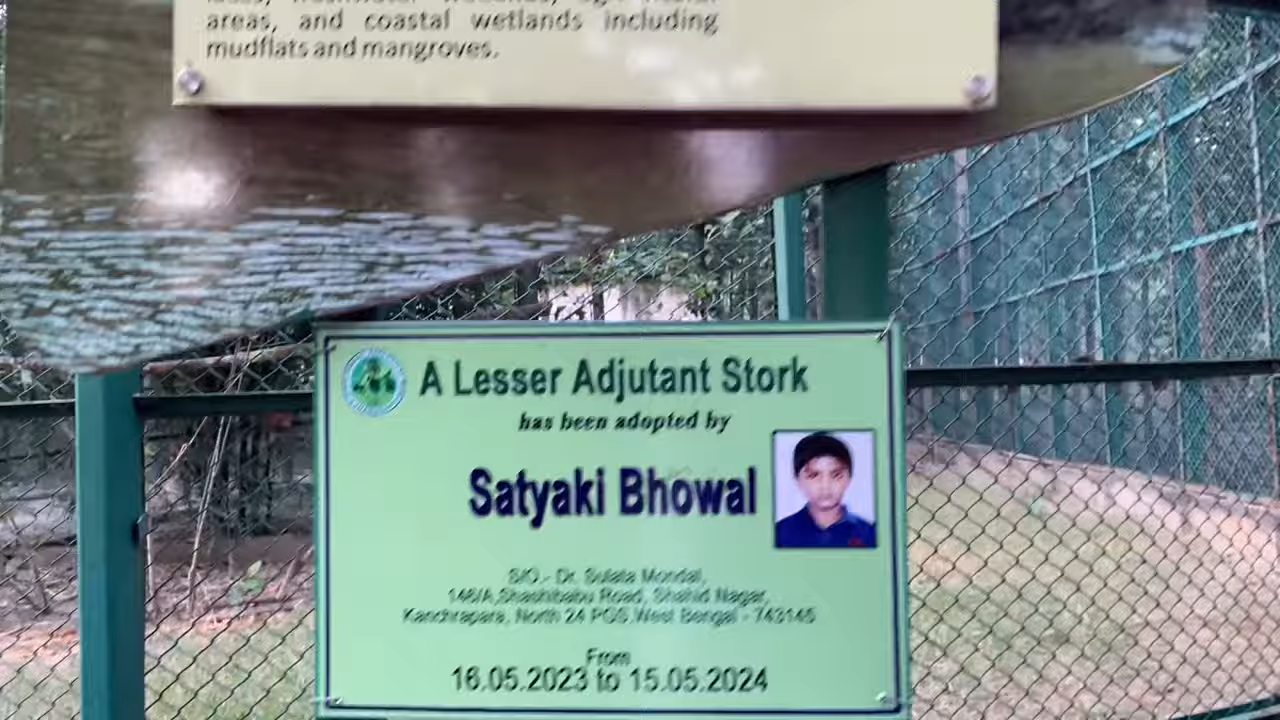 areas, and coastal wetlands including
mudflats and mangroves.
A Lesser Adjutant Stork
has been adopted by
Satyaki Bhowal
S/O.- Dr. Sulata Mondal,
146/A,Shashibabu Road, Shahid Nagar,
Kanchrapara, North 24 PGS.West Bengal - 743145
From
16.05.2023 to 15.05.2024